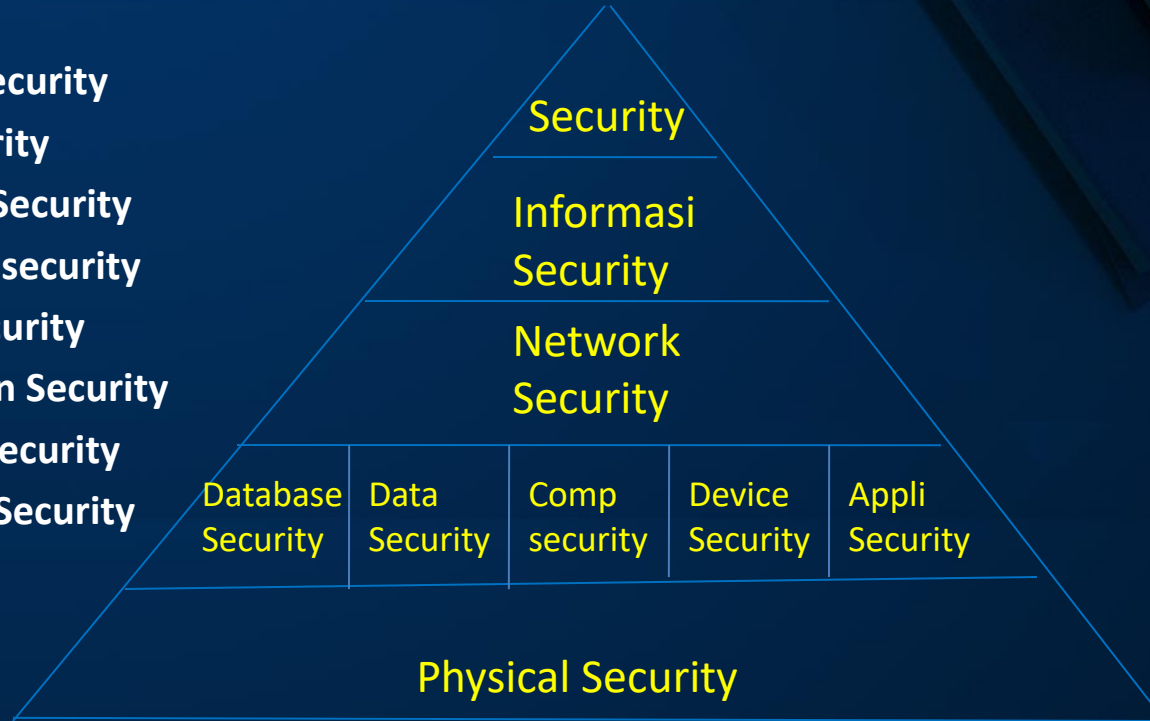 ecurity
rity
Security
security
urity
n Security
ecurity
Security
Security
Informasi
Security
Network
Security
Database
Security
Data
Security
Comp
security
Device
Security
Appli
Security
Physical Security